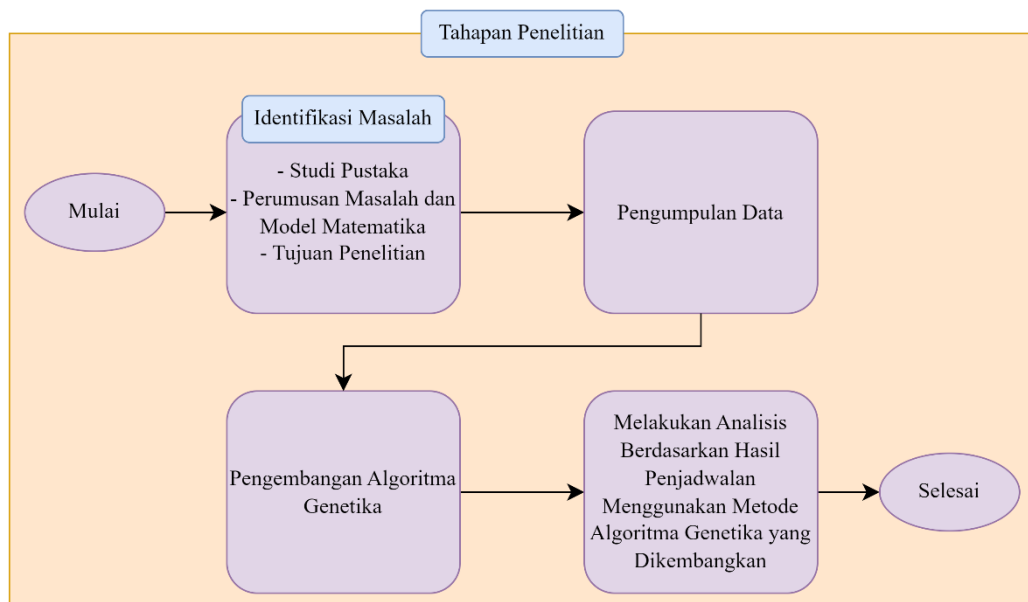 Tahapan Penelitian
Identifikasi Masalah
- Studi Pustaka
- Perumusan Masalah dan
Model Matematika
- Tujuan Penelitian
Mulai
Pengumpulan Data
Pengembangan Algoritma
Genetika
Melakukan Analisis
Berdasarkan Hasil
Penjadwalan
Menggunakan Metode
Algoritma Genetika yang
Dikembangkan
Selesai